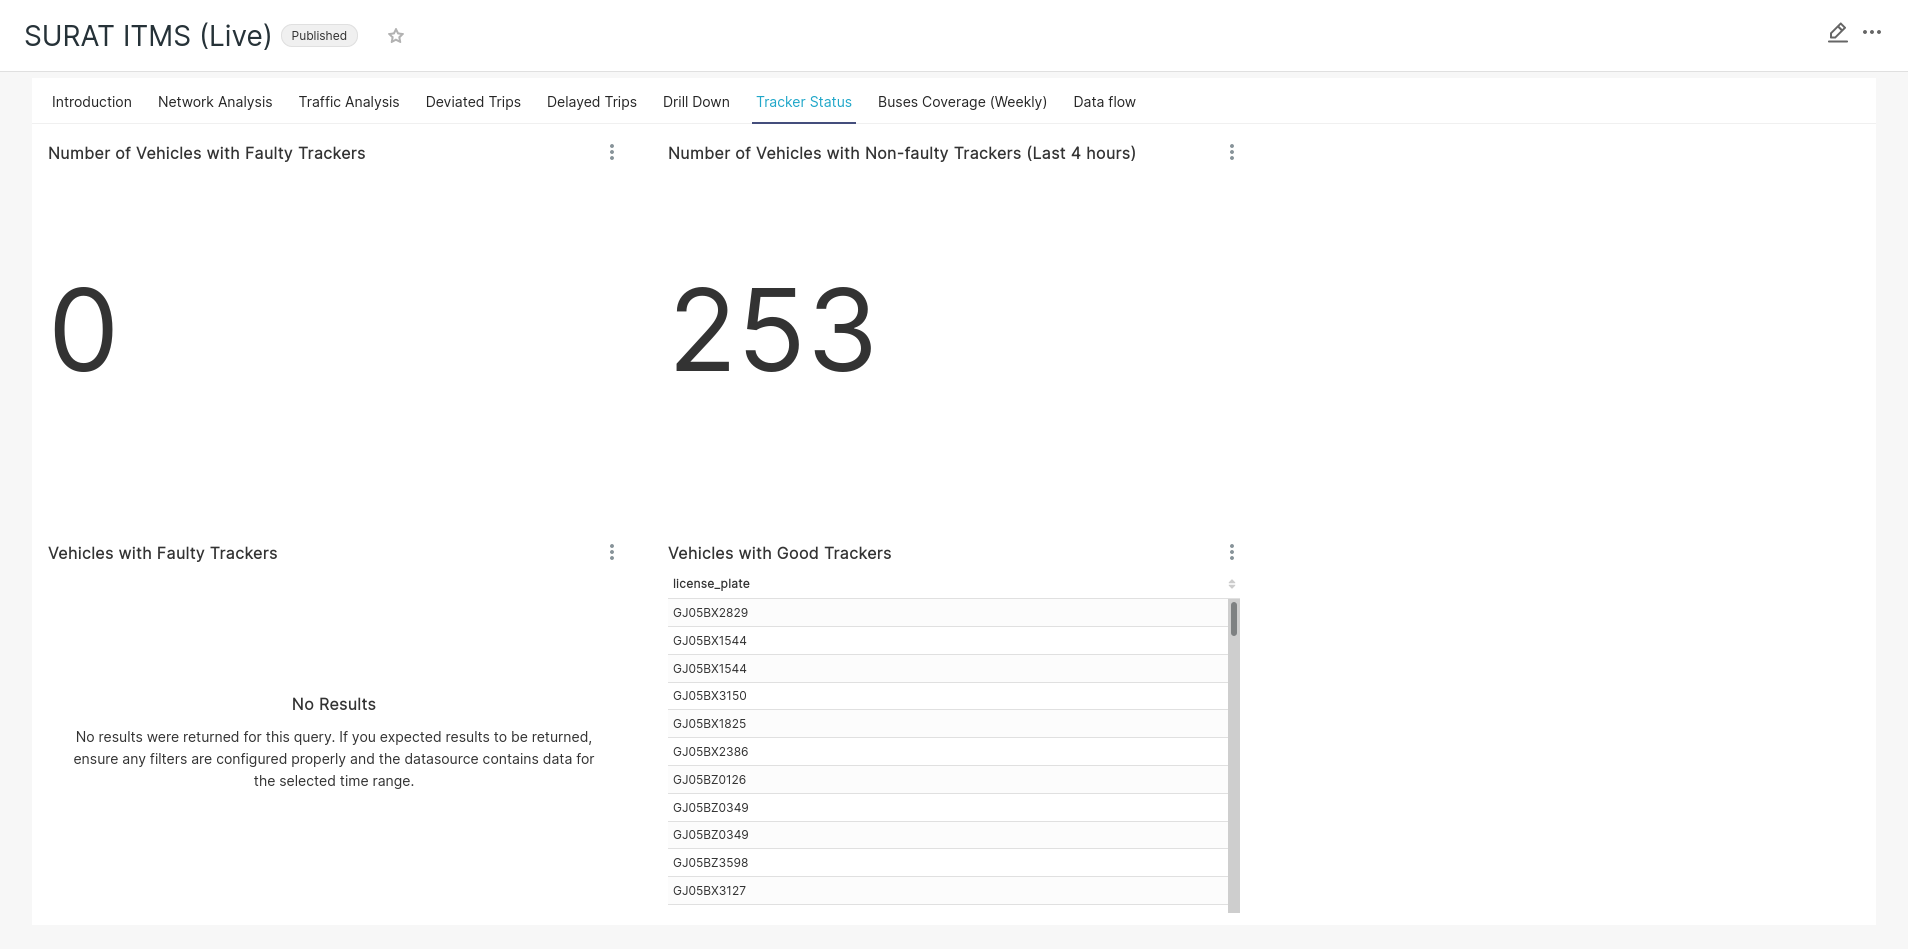 SURAT ITMS (Live) Published
Introduction Network Analysis Traffic Analysis Deviated Trips Delayed Trips Drill Down Tracker Status Buses Coverage (Weekly) Data flow
Number of Vehicles with Faulty Trackers
0
Number of Vehicles with Non-faulty Trackers (Last 4 hours)
253
Vehicles with Faulty Trackers
No Results
No results were returned for this query. If you expected results to be returned,
ensure any filters are configured properly and the datasource contains data for
the selected time range.
Vehicles with Good Trackers
license_plate
GJ05BX2829
GJ05BX1544
GJ05BX1544
GJ05BX3150
GJ05BX1825
GJ05BX2386
GJ05BZ0126
GJ05BZ0349
GJ05BZ0349
GJ05BZ3598
GJ05BX3127